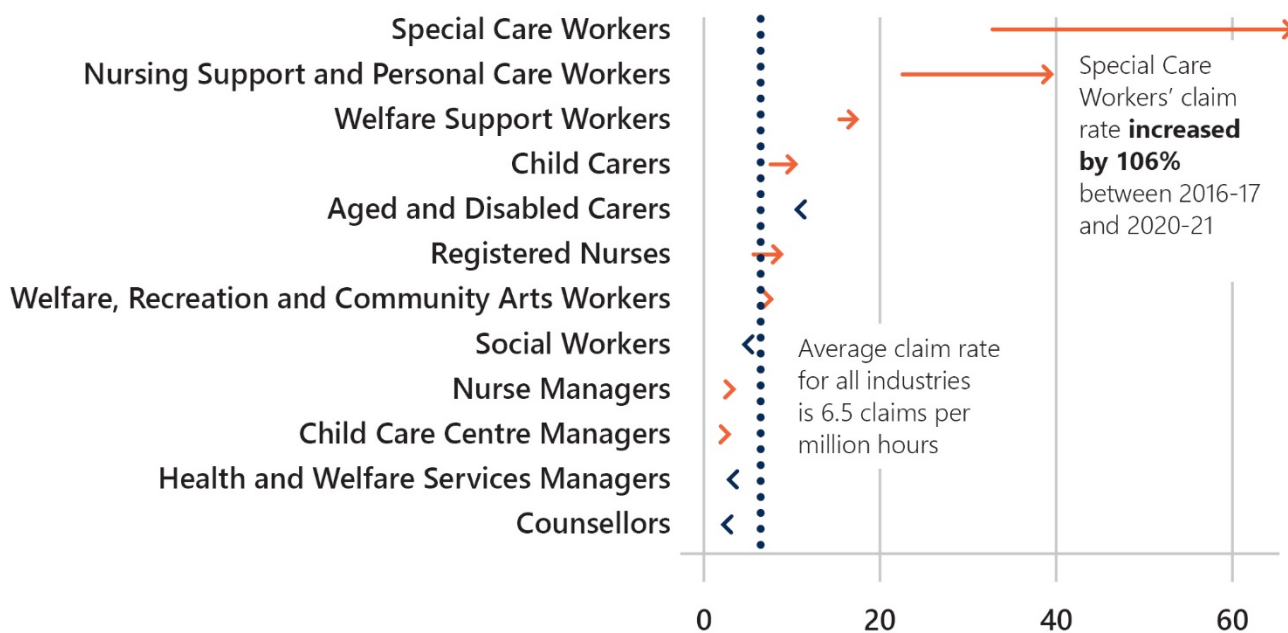 Special Care Workers
Nursing Support and Personal Care Workers
Welfare Support Workers
Child Carers
Aged and Disabled Carers
Registered Nurses
Welfare, Recreation and Community Arts Workers
Social Workers
Nurse Managers
Child Care Centre Managers
Health and Welfare Services Managers
Counsellors
Special Care
Workers’ claim
rate increased
by 106%
between 2016-17
and 2020-21
Average claim rate
for all industries
is 6.5 claims per
million hours
0 20 40 60